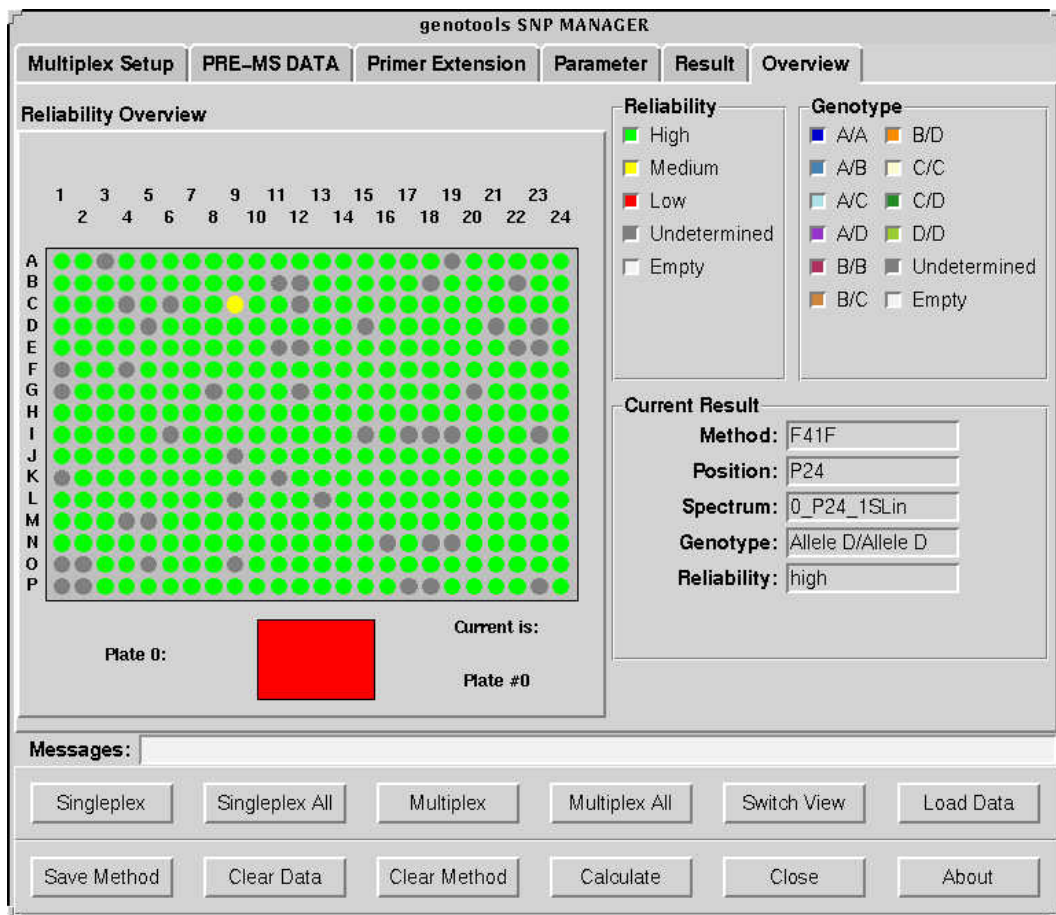 genotools SNP MANAGER
Multiplex Setup PRE-MS DATA Primer Extension Parameter Result Overview
Reliability Overview
1 3 5 7 9 11 13 15 17 19 21 23
2 4 6 8 10 12 14 16 18 20 22 24
A
B
C
D
E
F
G
H
I
J
K
L
M
N
O
P
Plate 0:
Current is:
Plate #0
Reliability
High
Medium
Low
Undetermined
Empty
Genotype
A/A B/D
A/B C/C
A/C C/D
A/D D/D
B/B Undetermined
B/C Empty
Current Result
Method: F41F
Position: P24
Spectrum: 0_P24_1SLin
Genotype: Allele D/Allele D
Reliability: high
Messages:
Singleplex Singleplex All Multiplex Multiplex All Switch View Load Data
Save Method Clear Data Clear Method Calculate Close About